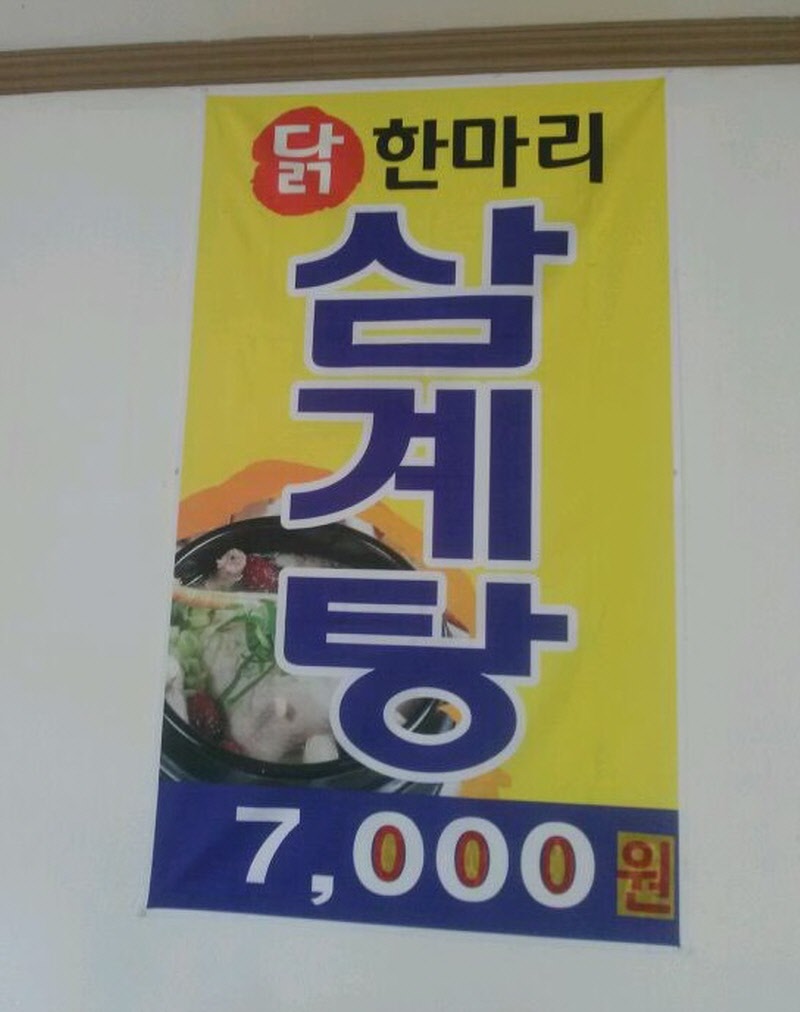 닭 한마리
삼계탕
7,000원